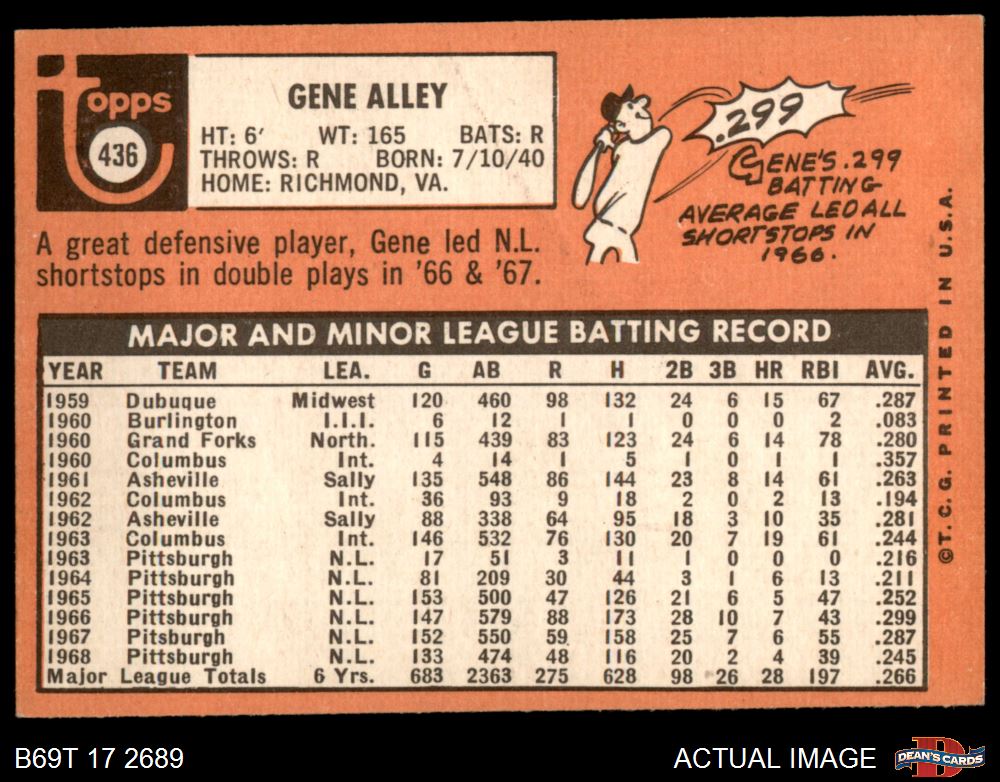 Topps
436
GENE ALLEY
HT: 6′ WT: 165 BATS: R
THROWS: R BORN: 7/10/40
HOME: RICHMOND, VA.
A great defensive player, Gene led N.L.
shortstops in double plays in '66 & '67.
.299
GENE'S .299
BATTING
AVERAGE LED ALL
SHORTSTOPS IN
1966.
MAJOR AND MINOR LEAGUE BATTING RECORD
YEAR TEAM LEA. G AB R H 2B 3B HR RBI AVG.
1959 Dubuque Midwest 120 460 98 132 24 6 15 67 .287
1960 Burlington I.I.I. 6 12 1 1 0 0 0 2 .083
1960 Grand Forks North. 115 439 83 123 24 6 14 78 .280
1960 Columbus Int. 4 14 1 5 1 0 1 1 .357
1961 Asheville Sally 135 548 86 144 23 8 14 61 .263
1962 Columbus Int. 36 93 9 18 2 0 2 13 .194
1962 Asheville Sally 88 338 64 95 18 3 10 35 .281
1963 Columbus Int. 146 532 76 130 20 7 19 61 .244
1963 Pittsburgh N.L. 17 51 3 11 1 0 0 0 .216
1964 Pittsburgh N.L. 81 209 30 44 3 1 6 13 .211
1965 Pittsburgh N.L. 153 500 47 126 21 6 5 47 .252
1966 Pittsburgh N.L. 147 579 88 173 28 10 7 43 .299
1967 Pitsburgh N.L. 152 550 59 158 25 7 6 55 .287
1968 Pittsburgh N.L. 133 474 48 116 20 2 4 39 .245
Major League Totals 6 Yrs. 683 2363 275 628 98 26 28 197 .266
©T.C.G. PRINTED IN U.S.A.
B69T 17 2689
ACTUAL IMAGE
D
DEAN'S CARDS